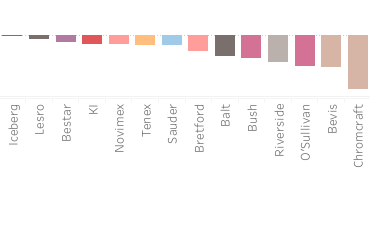 Iceberg
Lesro
Bestar
KI
Novimex
Tenex
Sauder
Bretford
Balt
Bush
Riverside
O'Sullivan
Bevis
Chromcraft